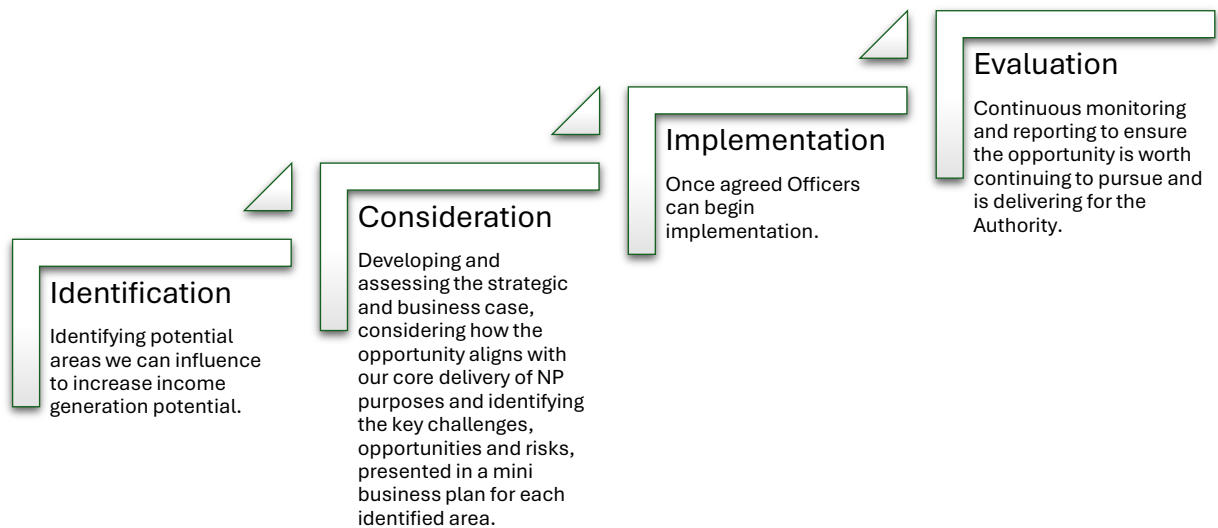 Identification
Identifying potential
areas we can influence
to increase income
generation potential.
Consideration
Developing and
assessing the strategic
and business case,
considering how the
opportunity aligns with
our core delivery of NP
purposes and identifying
the key challenges,
opportunities and risks,
presented in a mini
business plan for each
identified area.
Implementation
Once agreed Officers
can begin
implementation.
Evaluation
Continuous monitoring
and reporting to ensure
the opportunity is worth
continuing to pursue and
is delivering for the
Authority.